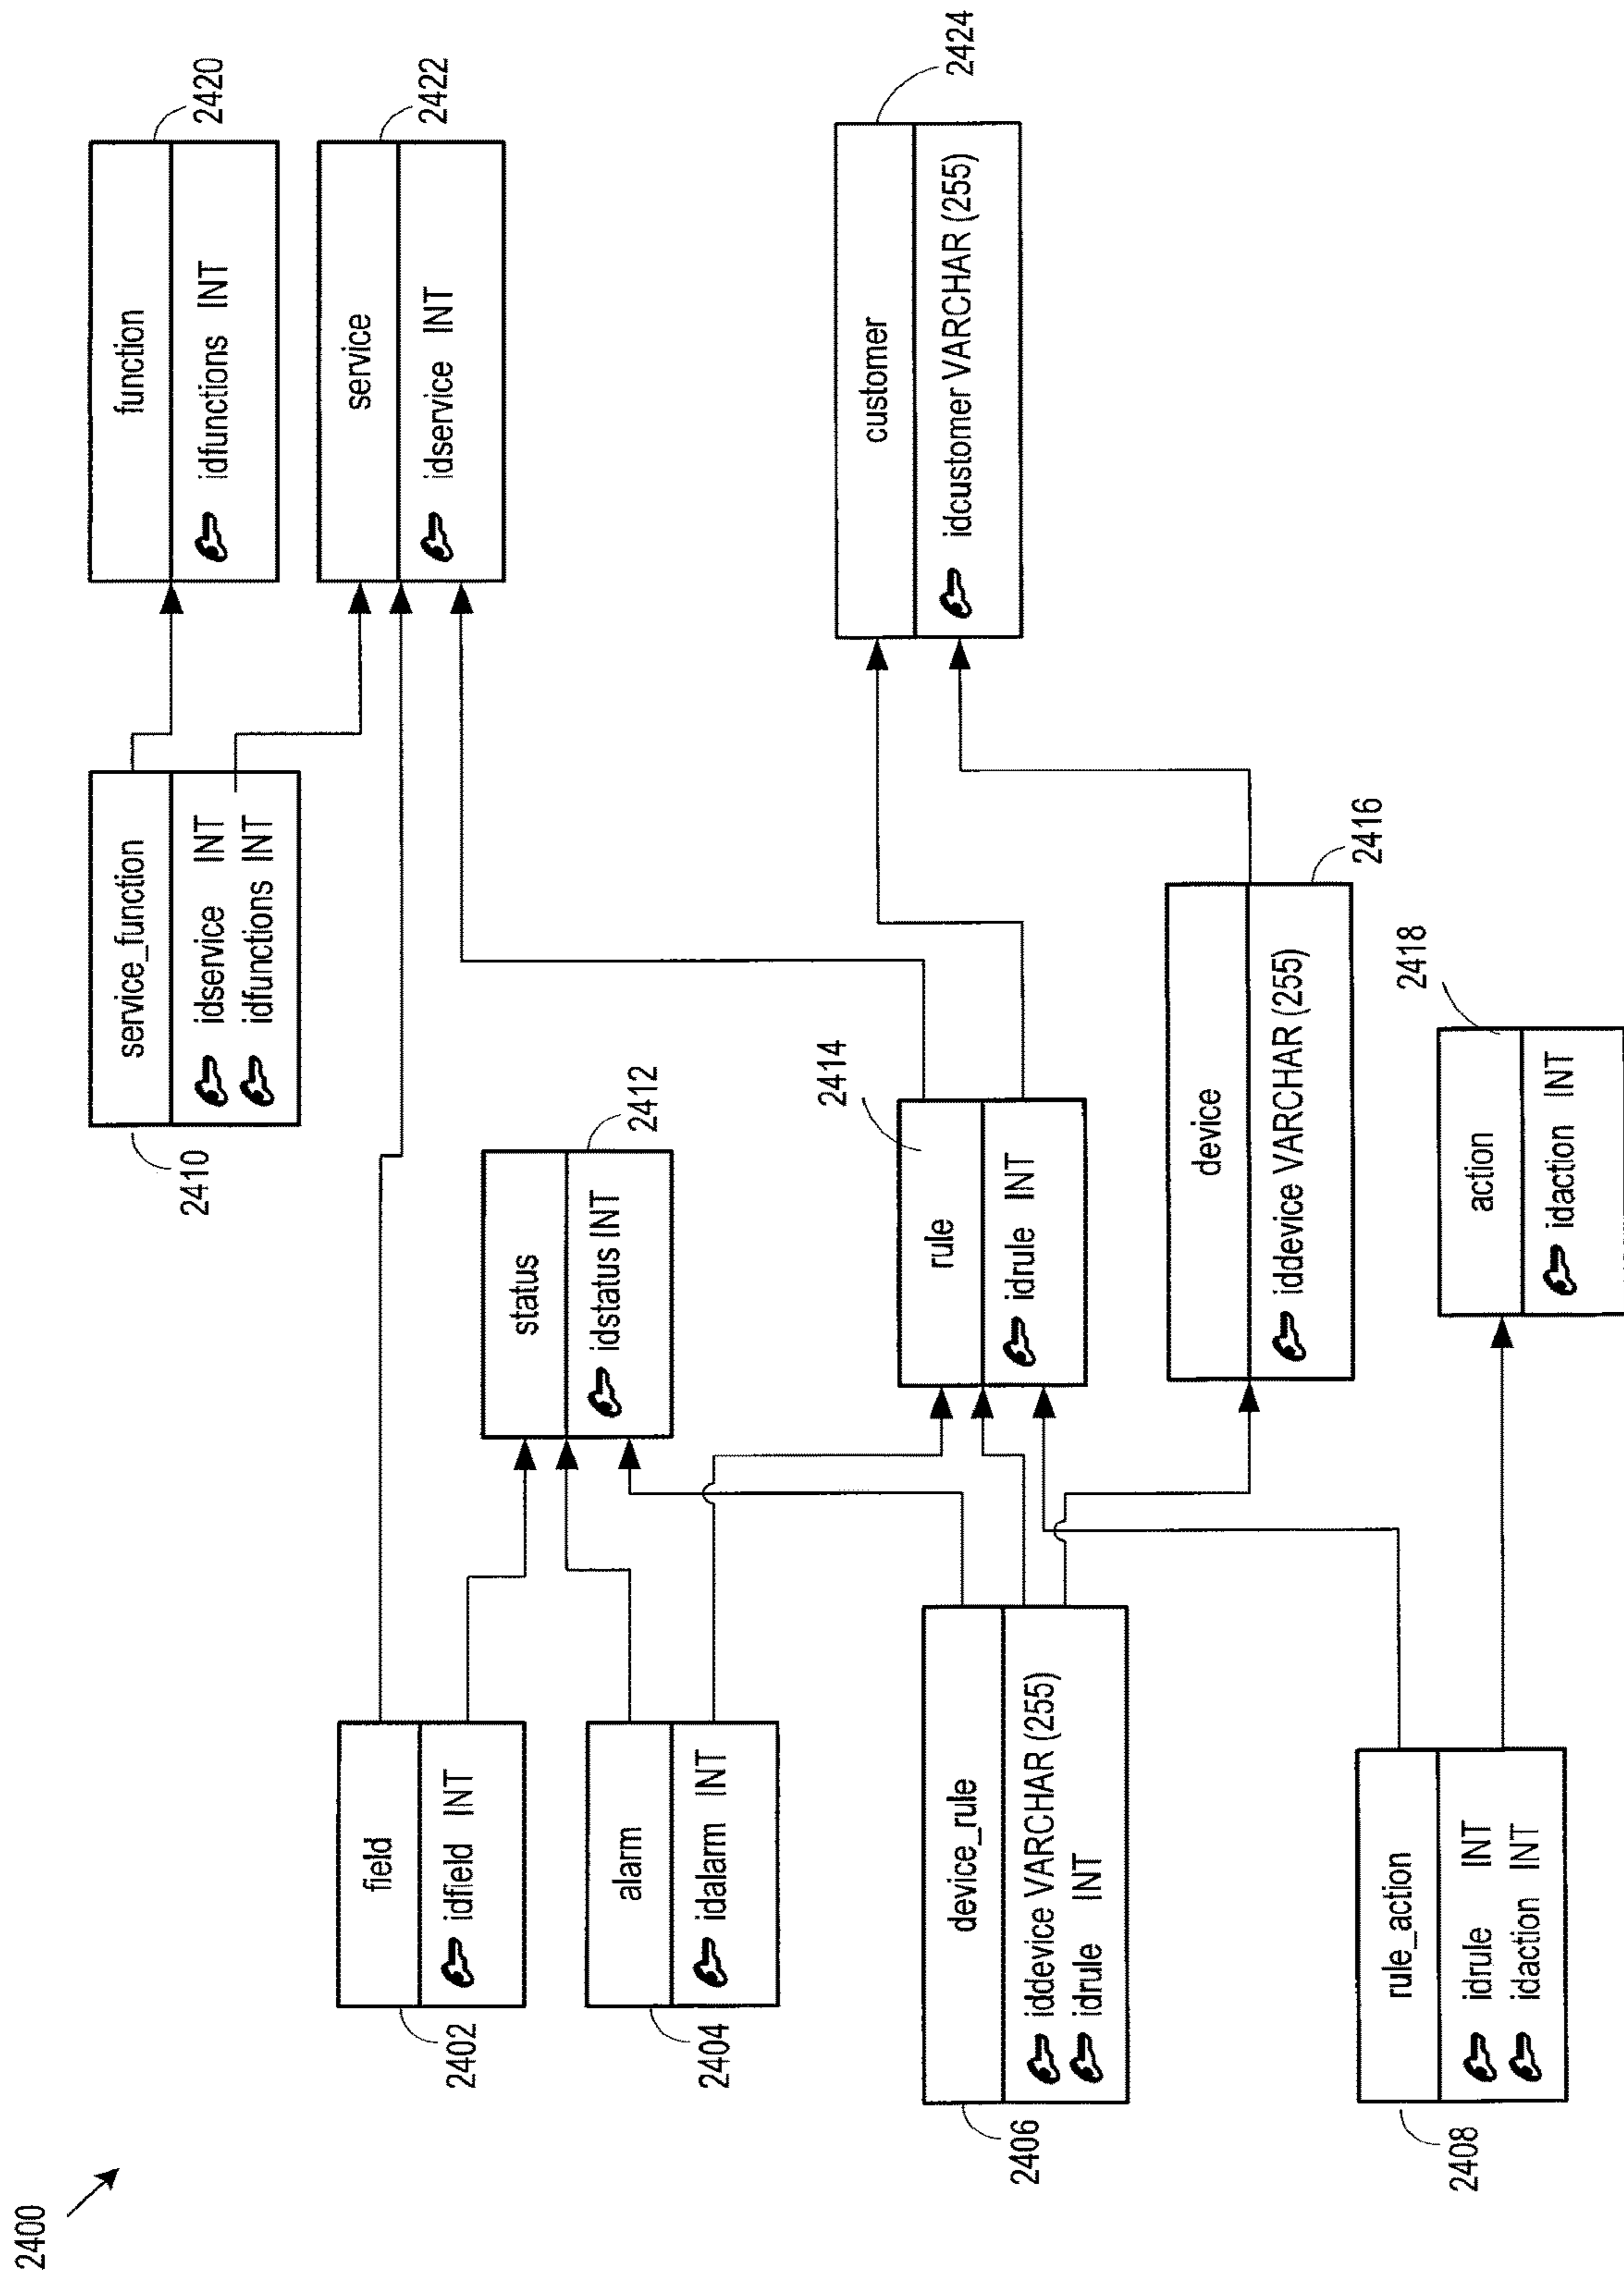 2400
field
idfield INT
2402
alarm
idalarm INT
2404
device_rule
iddevice VARCHAR (255)
idrule INT
2406
rule_action
idrule INT
idaction INT
2408
service_function
idservice INT
idfunctions INT
2410
status
idstatus INT
2412
rule
idrule INT
2414
device
iddevice VARCHAR (255)
2416
action
idaction INT
2418
function
idfunctions INT
2420
service
idservice INT
2422
customer
idcustomer VARCHAR (255)
2424